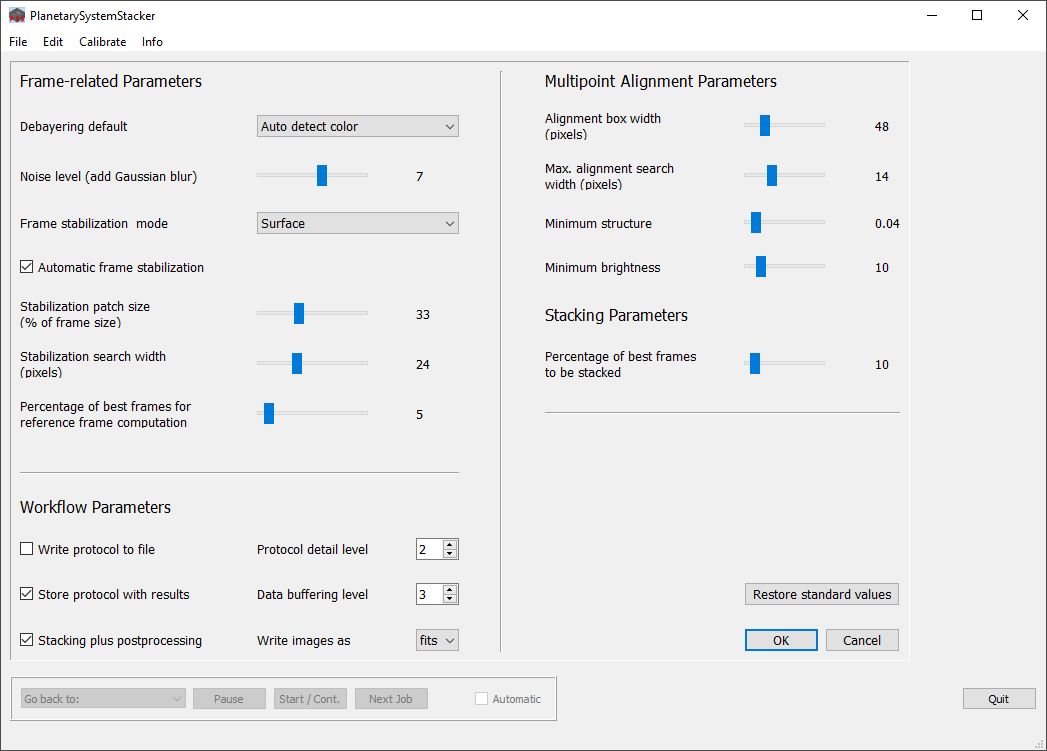 PlanetarySystemStacker
File Edit Calibrate Info
Frame-related Parameters
Debayering default
Auto detect color
Noise level (add Gaussian blur)
7
Frame stabilization mode
Surface
Automatic frame stabilization
Stabilization patch size
(% of frame size)
33
Stabilization search width
(pixels)
24
Percentage of best frames for
reference frame computation
5
Workflow Parameters
Write protocol to file
Protocol detail level
2
Store protocol with results
Data buffering level
3
Stacking plus postprocessing
Write images as
fits
Multipoint Alignment Parameters
Alignment box width
(pixels)
48
Max. alignment search
width (pixels)
14
Minimum structure
0.04
Minimum brightness
10
Stacking Parameters
Percentage of best frames
to be stacked
10
Restore standard values
OK
Cancel
Go back to:
Pause
Start / Cont.
Next Job
Automatic
Quit